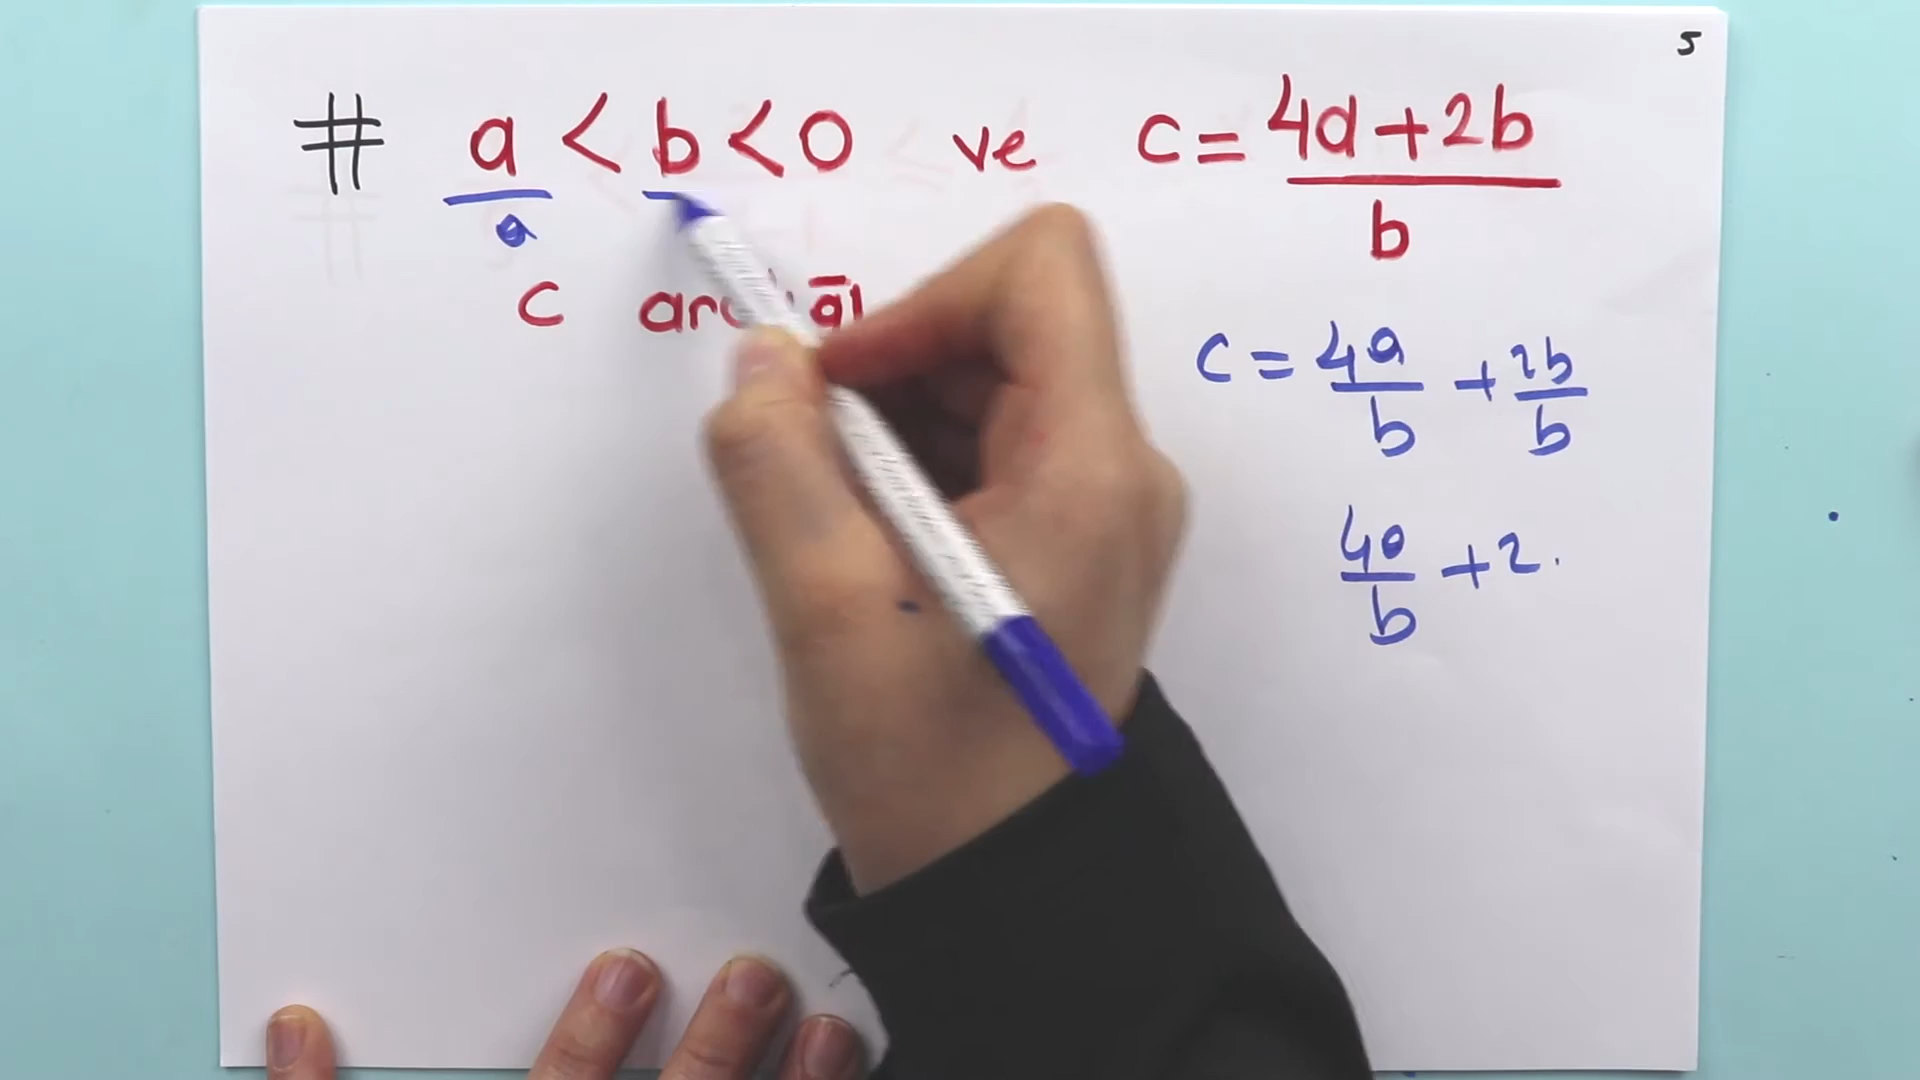 5
# a < b < 0 ve c = 4a + 2b / b
a
c
c = 4a/b + 2b/b
4a/b + 2.